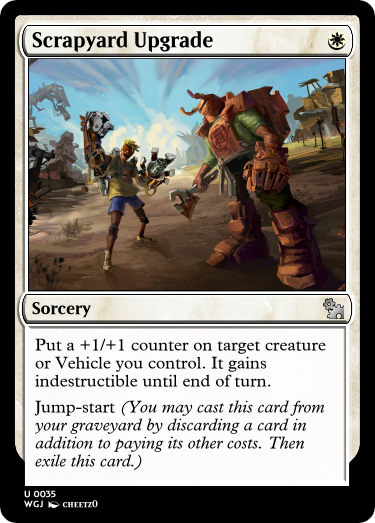 Scrapyard Upgrade
Sorcery
Put a +1/+1 counter on target creature
or Vehicle you control. It gains
indestructible until end of turn.
Jump-start (You may cast this card from
your graveyard by discarding a card in
addition to paying its other costs. Then
exile this card.)
U 0035
WGJ CHEETZ0